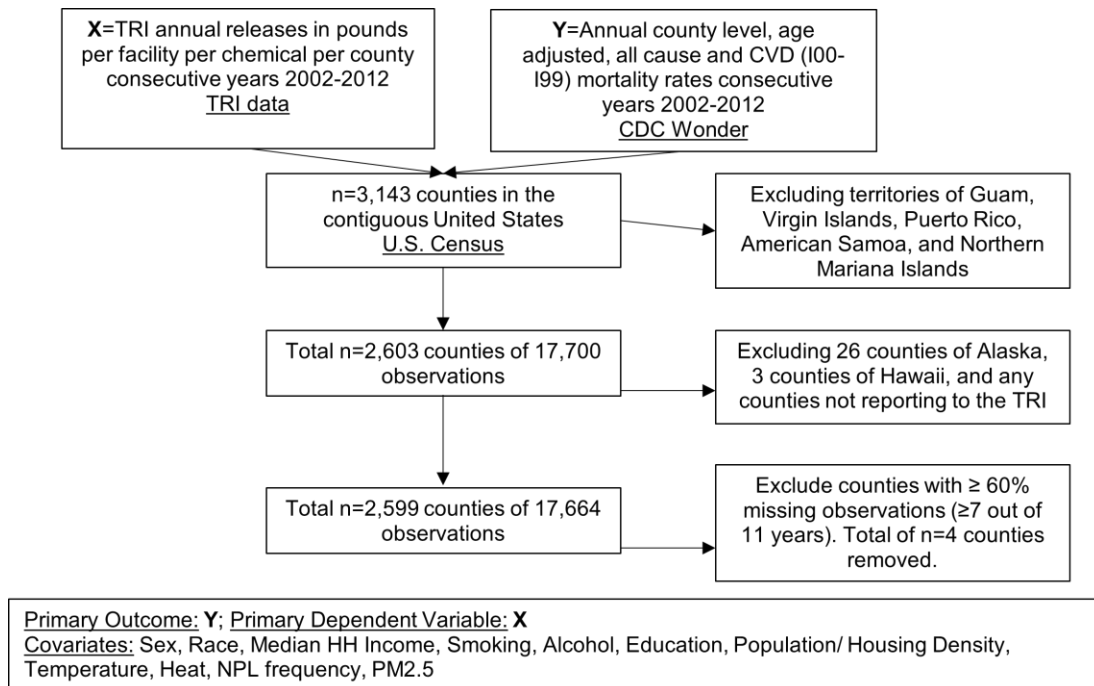 X=TRI annual releases in pounds
per facility per chemical per county
consecutive years 2002-2012
TRI data
Y=Annual county level, age
adjusted, all cause and CVD (I00-
I99) mortality rates consecutive
years 2002-2012
CDC Wonder
n=3,143 counties in the
contiguous United States
U.S. Census
Excluding territories of Guam,
Virgin Islands, Puerto Rico,
American Samoa, and Northern
Mariana Islands
Total n=2,603 counties of 17,700
observations
Excluding 26 counties of Alaska,
3 counties of Hawaii, and any
counties not reporting to the TRI
Total n=2,599 counties of 17,664
observations
Exclude counties with ≥ 60%
missing observations (≥7 out of
11 years). Total of n=4 counties
removed.
Primary Outcome: Y; Primary Dependent Variable: X
Covariates: Sex, Race, Median HH Income, Smoking, Alcohol, Education, Population/ Housing Density,
Temperature, Heat, NPL frequency, PM2.5